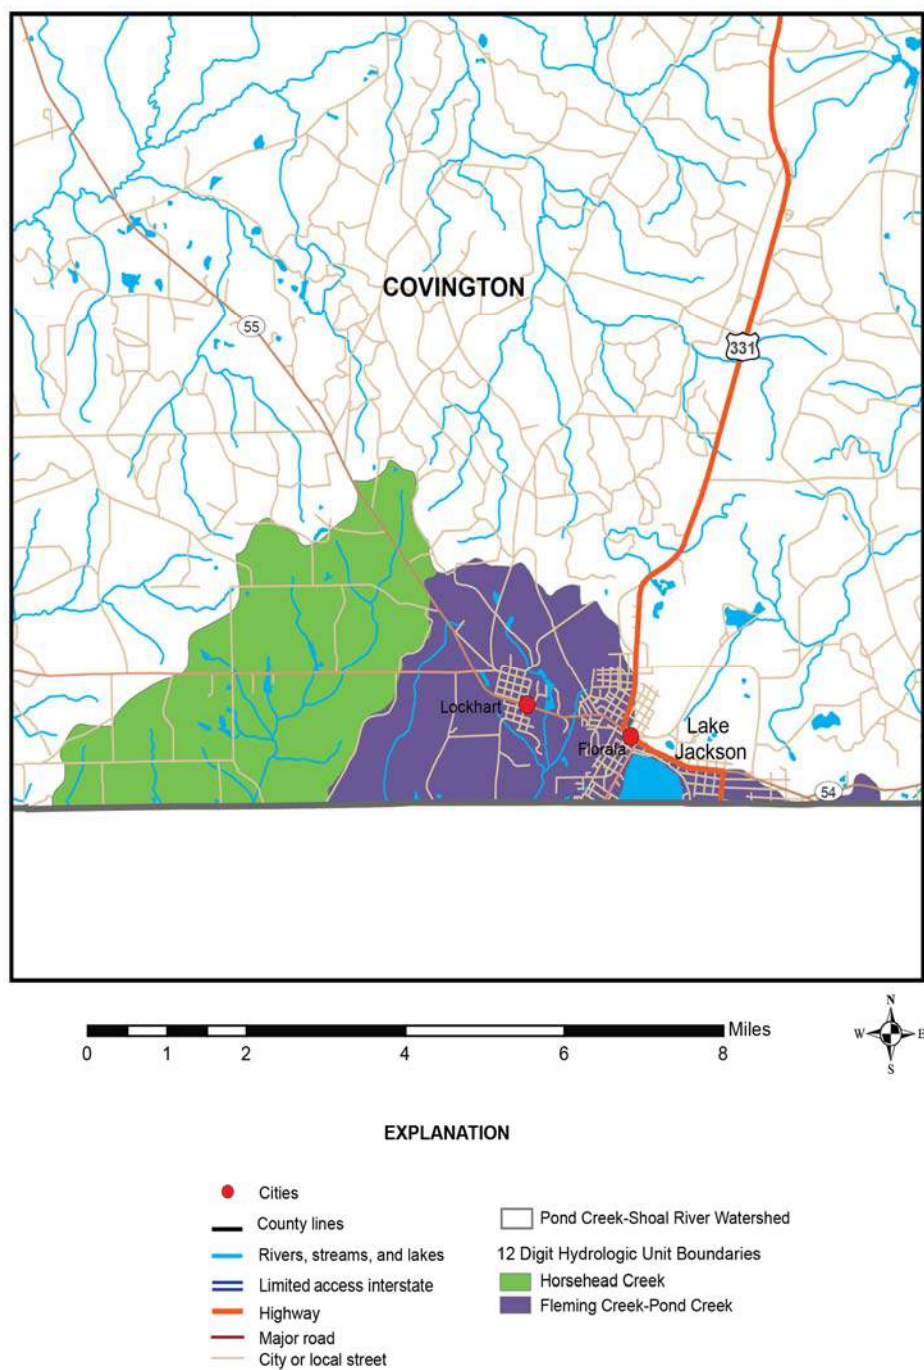 COVINGTON
55
331
Lockhart
Florala
Lake
Jackson
54
0 1 2 4 6 8 Miles
N
W E
S
EXPLANATION
Cities
County lines
Rivers, streams, and lakes
Limited access interstate
Highway
Major road
City or local street
Pond Creek-Shoal River Watershed
12 Digit Hydrologic Unit Boundaries
Horsehead Creek
Fleming Creek-Pond Creek